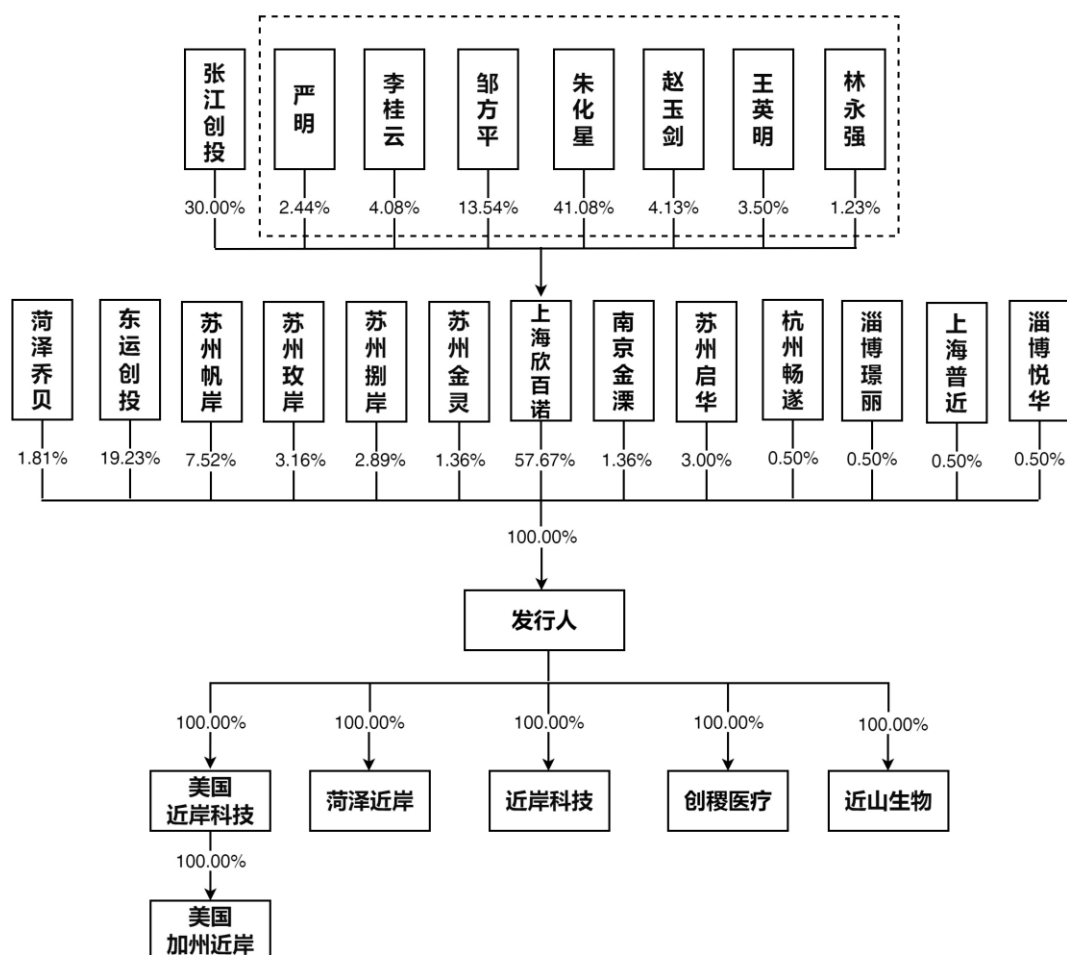 张江创投
严明
李桂云
邹方平
朱化星
赵玉剑
王英明
林永强
30.00%
2.44%
4.08%
13.54%
41.08%
4.13%
3.50%
1.23%
菏泽乔贝
东运创投
苏州帆岸
苏州玫岸
苏州捌岸
苏州金灵
上海欣百诺
南京金溧
苏州启华
杭州畅遂
淄博璟丽
上海普近
淄博悦华
1.81%
19.23%
7.52%
3.16%
2.89%
1.36%
57.67%
1.36%
3.00%
0.50%
0.50%
0.50%
0.50%
100.00%
发行人
100.00%
100.00%
100.00%
100.00%
100.00%
美国
近岸科技
菏泽近岸
近岸科技
创稷医疗
近山生物
100.00%
美国
加州近岸